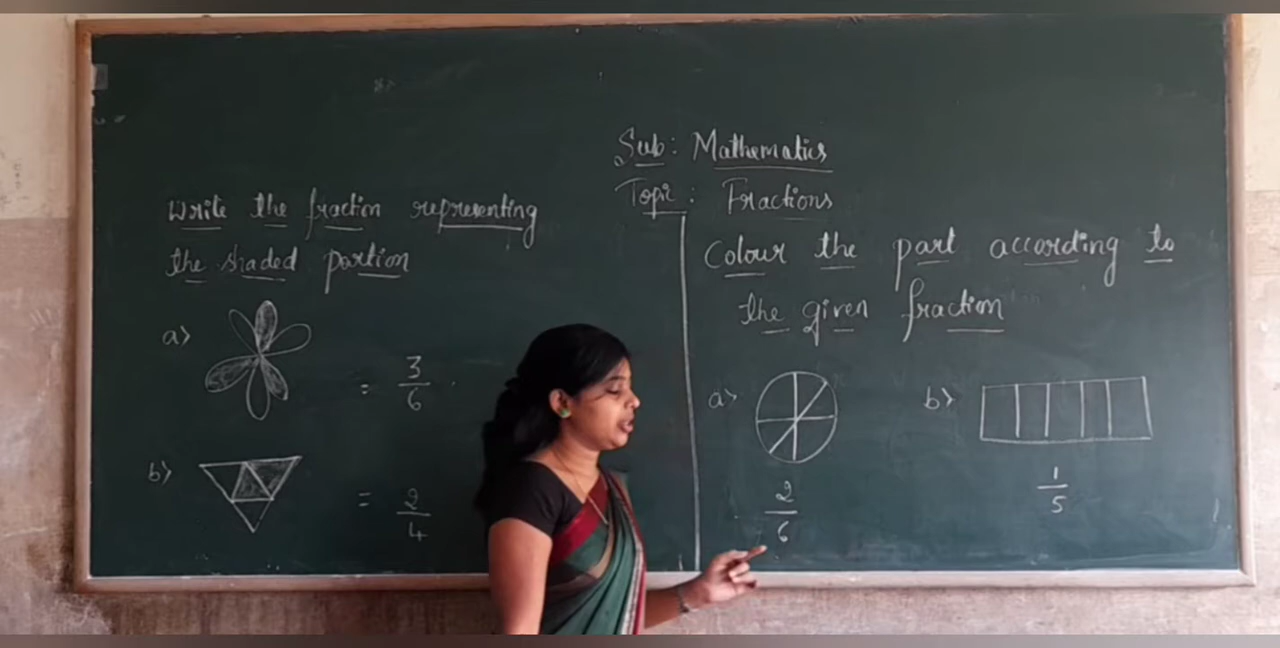 Sub: Mathematics
Topic: Fractions
Write the fraction representing
the shaded portion
a)
= 3/6
b)
= 2/4
Colour the part according to
the given fraction
a)
2/6
b)
1/5